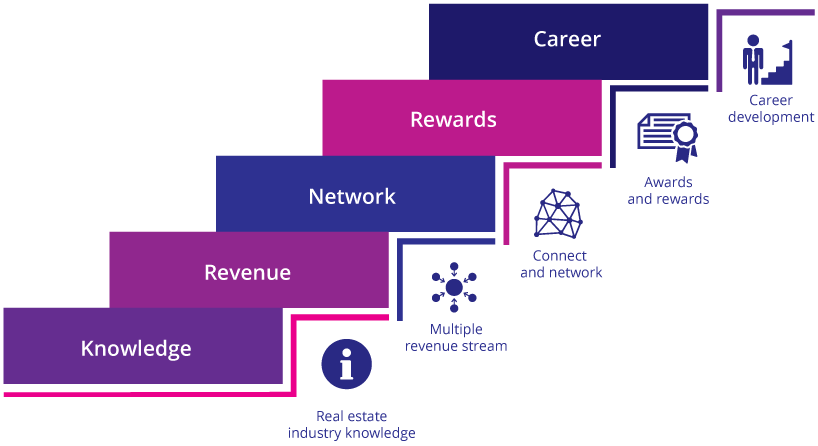 Career
Career
development
Rewards
Awards
and rewards
Network
Connect
and network
Revenue
Multiple
revenue stream
Knowledge
Real estate
industry knowledge